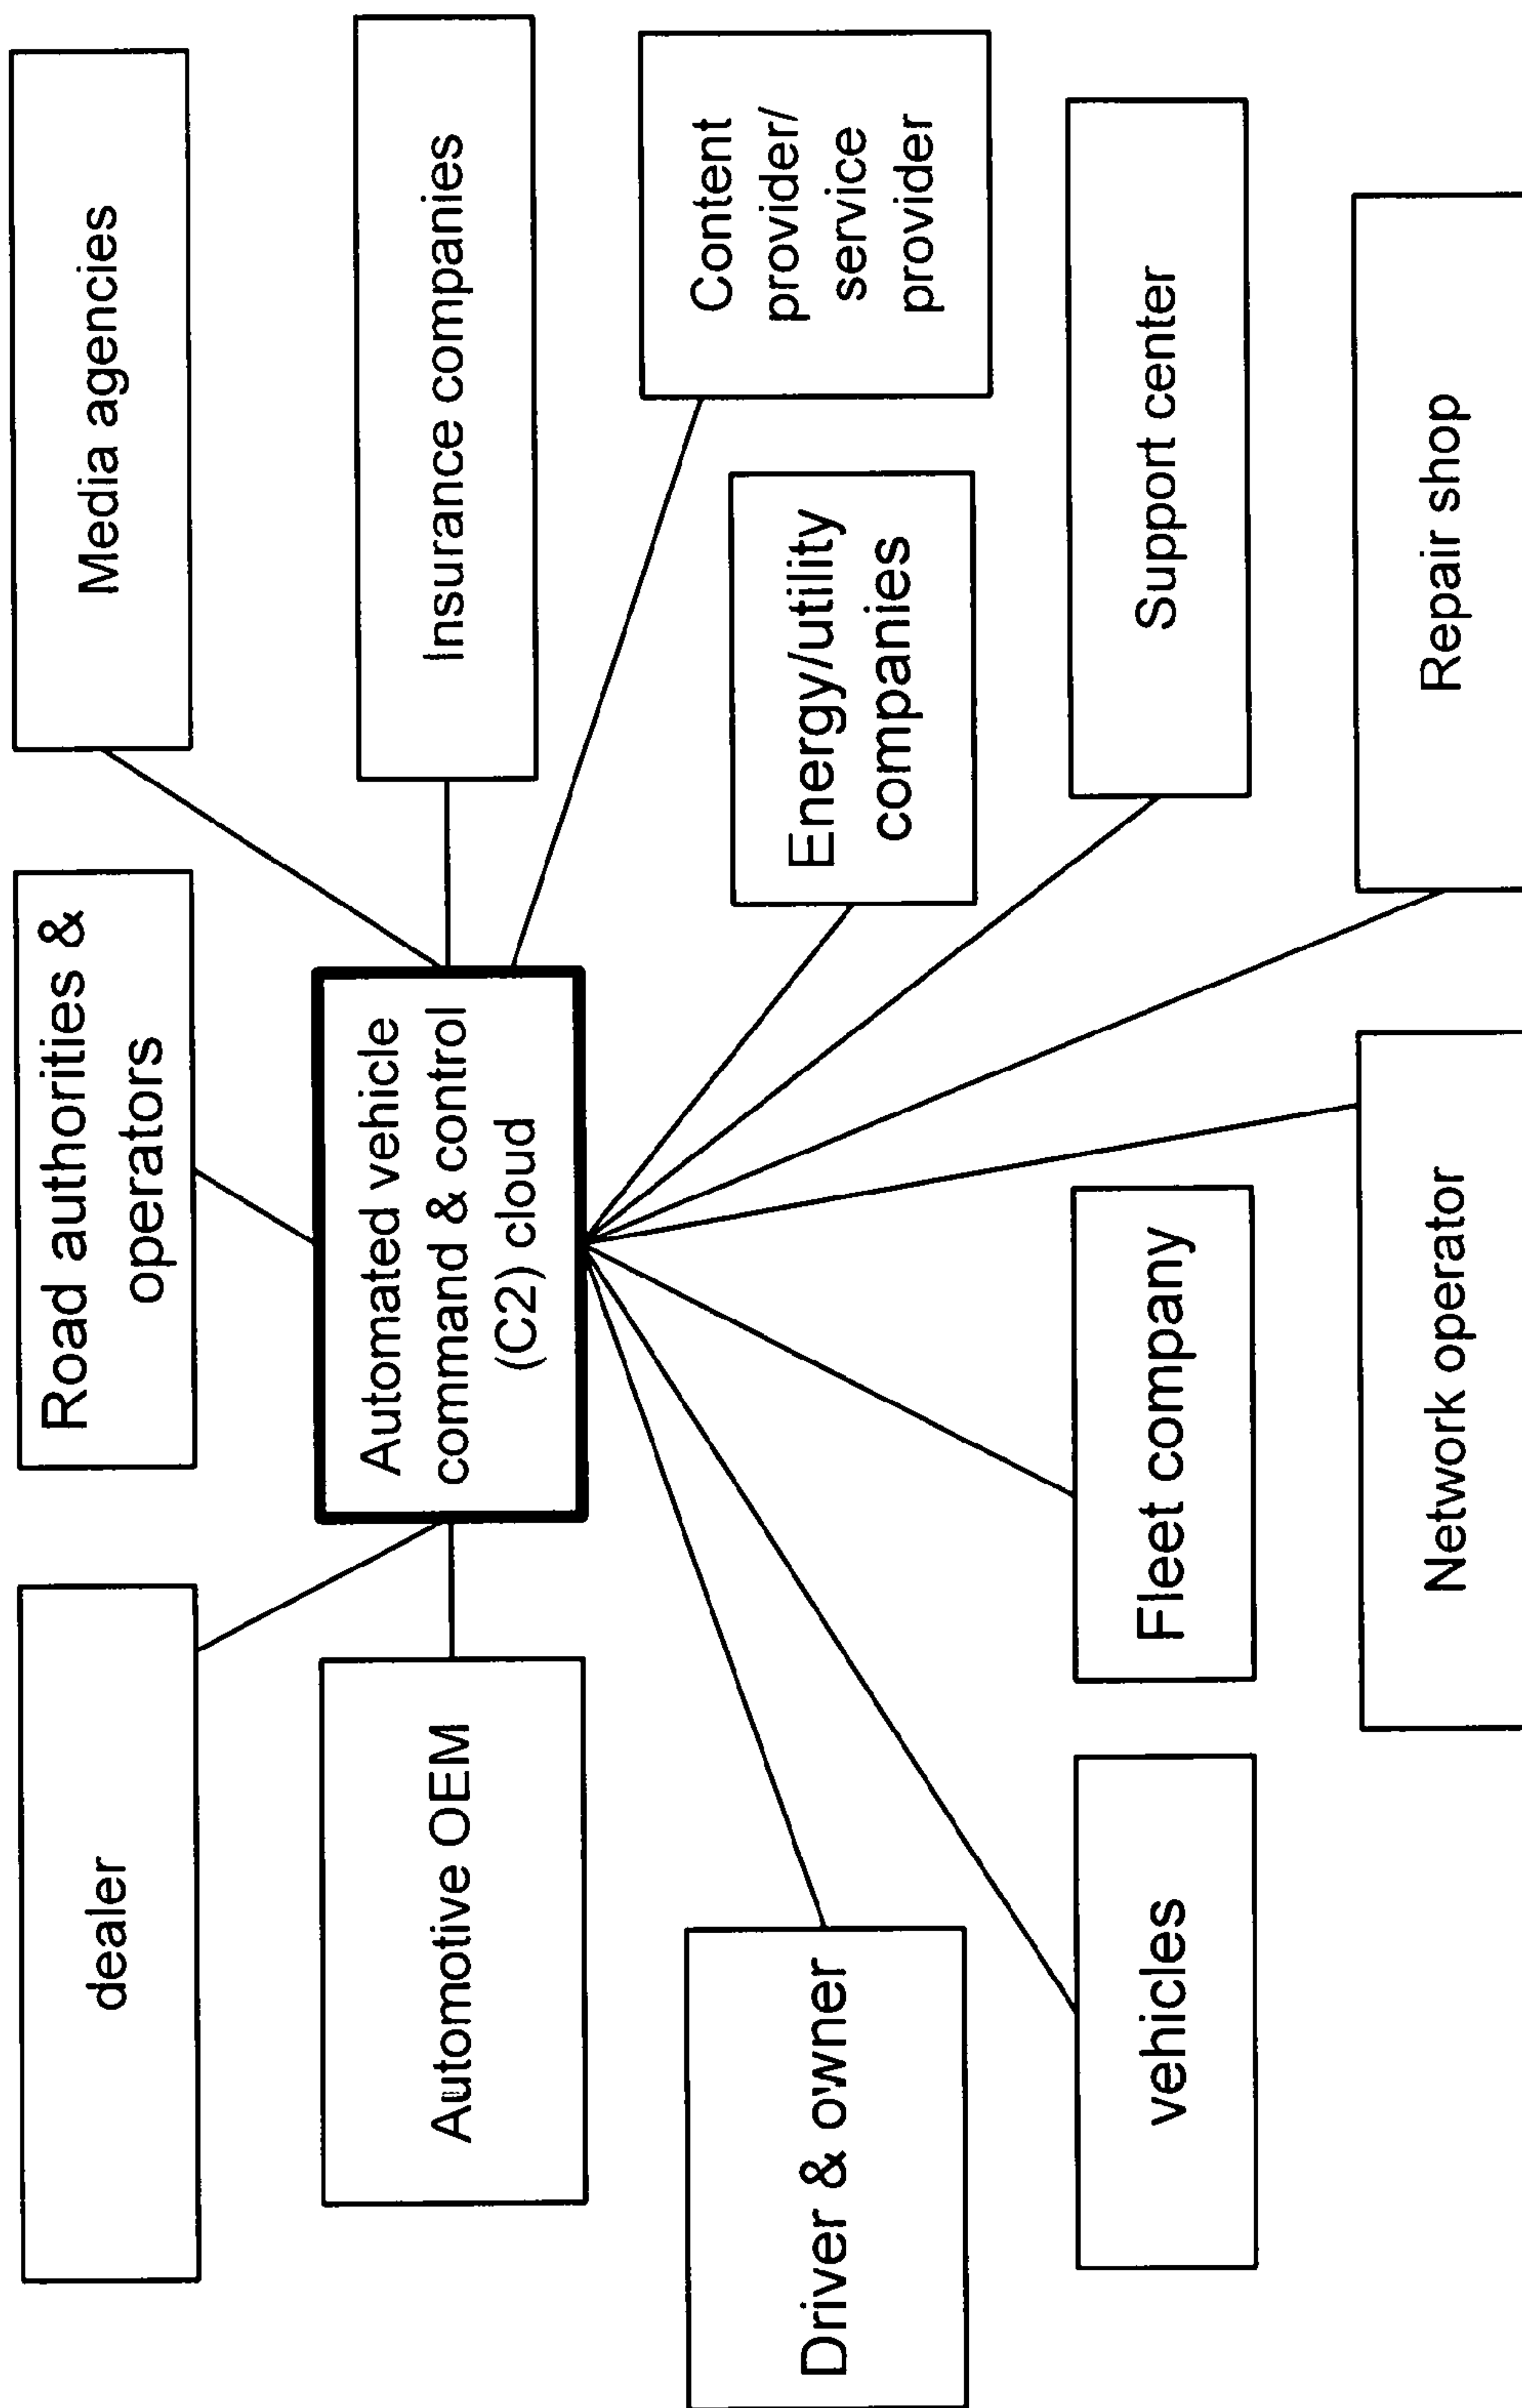 dealer
Road authorities &
operators
Media agencies
Automotive OEM
Automated vehicle
command & control
(C2) cloud
Insurance companies
Content
provider/
service
provider
Driver & owner
Energy/utility
companies
vehicles
Fleet company
Support center
Network operator
Repair shop